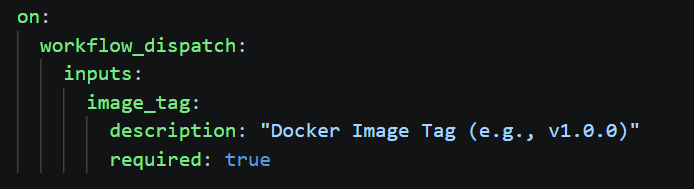 on:
workflow_dispatch:
inputs:
image_tag:
description: "Docker Image Tag (e.g., v1.0.0)"
required: true